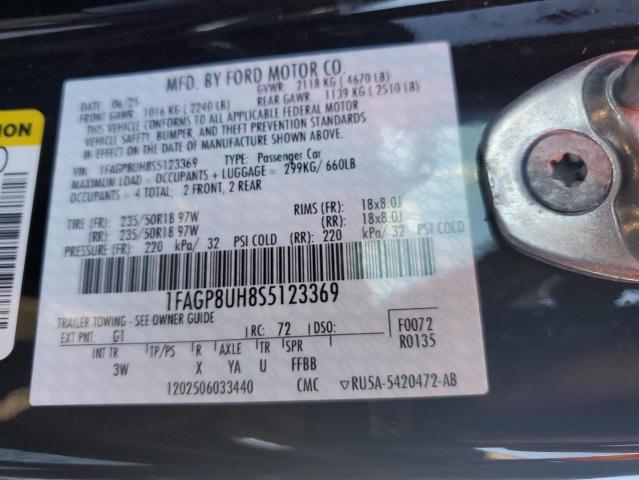 MFD. BY FORD MOTOR CO.
DATE 06/25 GVWR 2118 KG ( 4670 LB)
FRONT GAWR: 1016 KG ( 2240 LB) REAR GAWR: 1139 KG ( 2510 LB)
THIS VEHICLE CONFORMS TO ALL APPLICABLE FEDERAL MOTOR
VEHICLE SAFETY, BUMPER, AND THEFT PREVENTION STANDARDS
IN EFFECT ON THE DATE OF MANUFACTURE SHOWN ABOVE.
VIN: 1FAGP8UH8S5123369 TYPE: Passenger Car
MAXIMUM LOAD = OCCUPANTS + LUGGAGE = 299KG/ 660LB
OCCUPANTS = 4 TOTAL: 2 FRONT, 2 REAR
TIRE (FR): 235/50R18 97W RIMS (FR): 18x8.0J
(RR): 235/50R18 97W (RR): 18x8.0J
PRESSURE (FR): 220 kPa/ 32 PSI COLD (RR): 220 kPa/ 32 PSI COLD
1FAGP8UH8S5123369
TRAILER TOWING - SEE OWNER GUIDE
EXT PNT: G1 RC: 72 DSO: F0072
R0135
INT TR TP/PS R AXLE TR SPR
3W X YA U FFBB
1202506033440 CMC ▽RU5A-5420472-AB